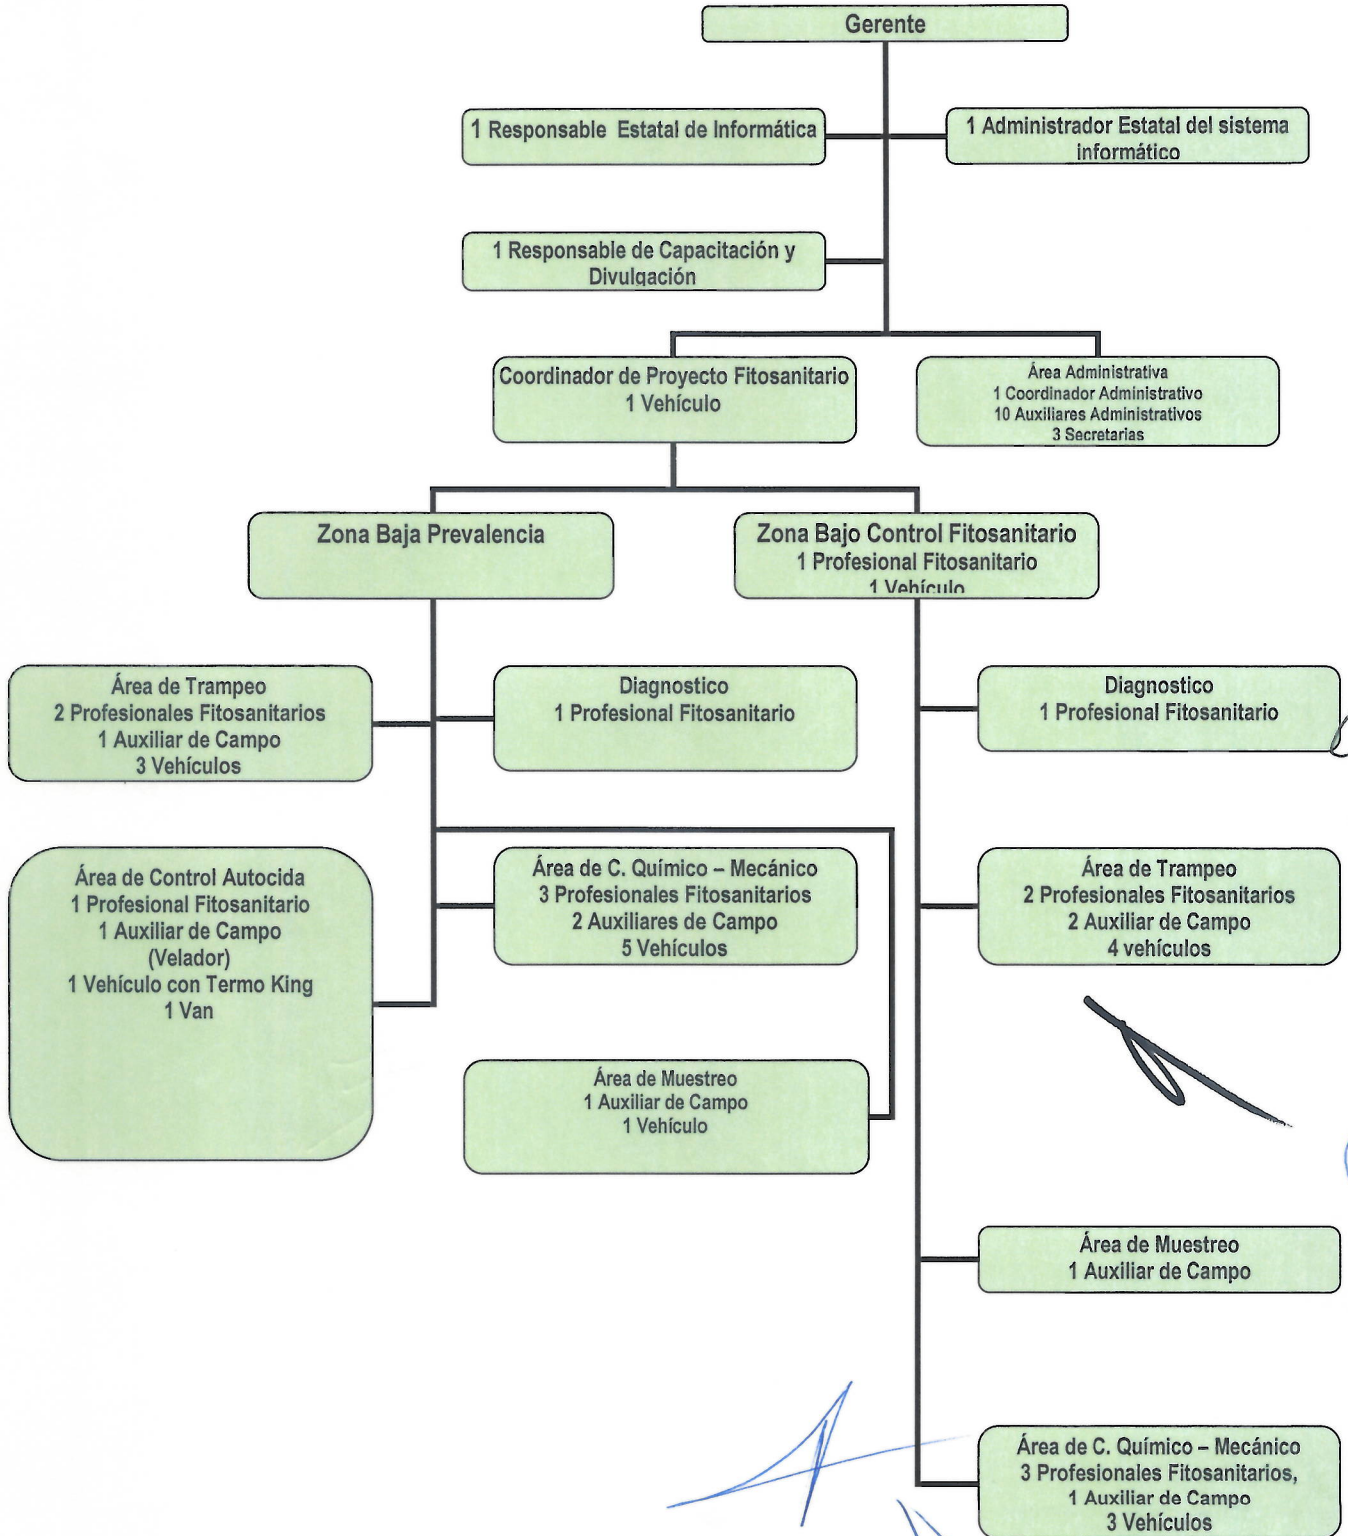 Gerente
1 Responsable Estatal de Informática
1 Administrador Estatal del sistema
informático
1 Responsable de Capacitación y
Divulgación
Coordinador de Proyecto Fitosanitario
1 Vehículo
Área Administrativa
1 Coordinador Administrativo
10 Auxiliares Administrativos
3 Secretarias
Zona Baja Prevalencia
Zona Bajo Control Fitosanitario
1 Profesional Fitosanitario
1 Vehículo
Área de Trampeo
2 Profesionales Fitosanitarios
1 Auxiliar de Campo
3 Vehículos
Diagnostico
1 Profesional Fitosanitario
Diagnostico
1 Profesional Fitosanitario
Área de Control Autocida
1 Profesional Fitosanitario
1 Auxiliar de Campo
(Velador)
1 Vehículo con Termo King
1 Van
Área de C. Químico – Mecánico
3 Profesionales Fitosanitarios
2 Auxiliares de Campo
5 Vehículos
Área de Trampeo
2 Profesionales Fitosanitarios
2 Auxiliar de Campo
4 vehículos
Área de Muestreo
1 Auxiliar de Campo
1 Vehículo
Área de Muestreo
1 Auxiliar de Campo
Área de C. Químico – Mecánico
3 Profesionales Fitosanitarios,
1 Auxiliar de Campo
3 Vehículos